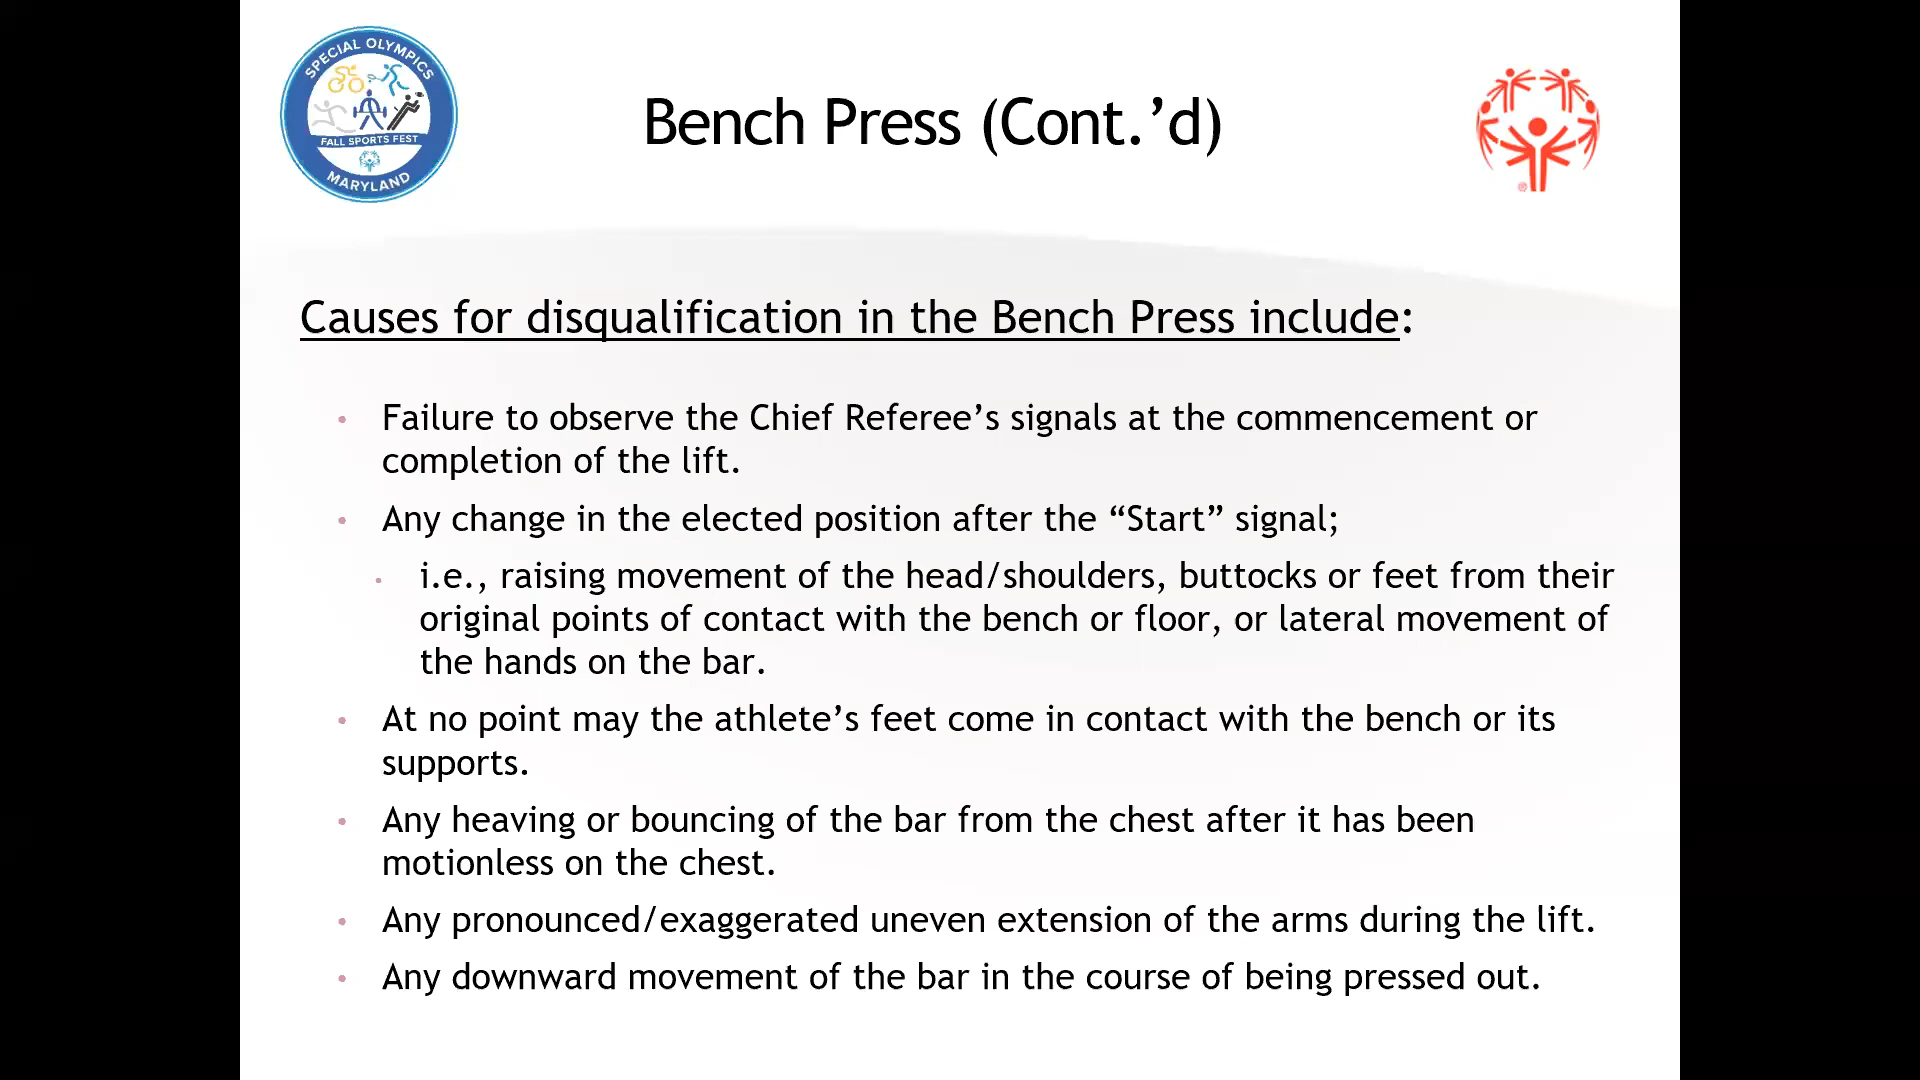 SPECIAL OLYMPICS
FALL SPORTS FEST
MARYLAND
Bench Press (Cont.’d)
®
Causes for disqualification in the Bench Press include:
• Failure to observe the Chief Referee’s signals at the commencement or
completion of the lift.
• Any change in the elected position after the “Start” signal;
• i.e., raising movement of the head/shoulders, buttocks or feet from their
original points of contact with the bench or floor, or lateral movement of
the hands on the bar.
• At no point may the athlete’s feet come in contact with the bench or its
supports.
• Any heaving or bouncing of the bar from the chest after it has been
motionless on the chest.
• Any pronounced/exaggerated uneven extension of the arms during the lift.
• Any downward movement of the bar in the course of being pressed out.